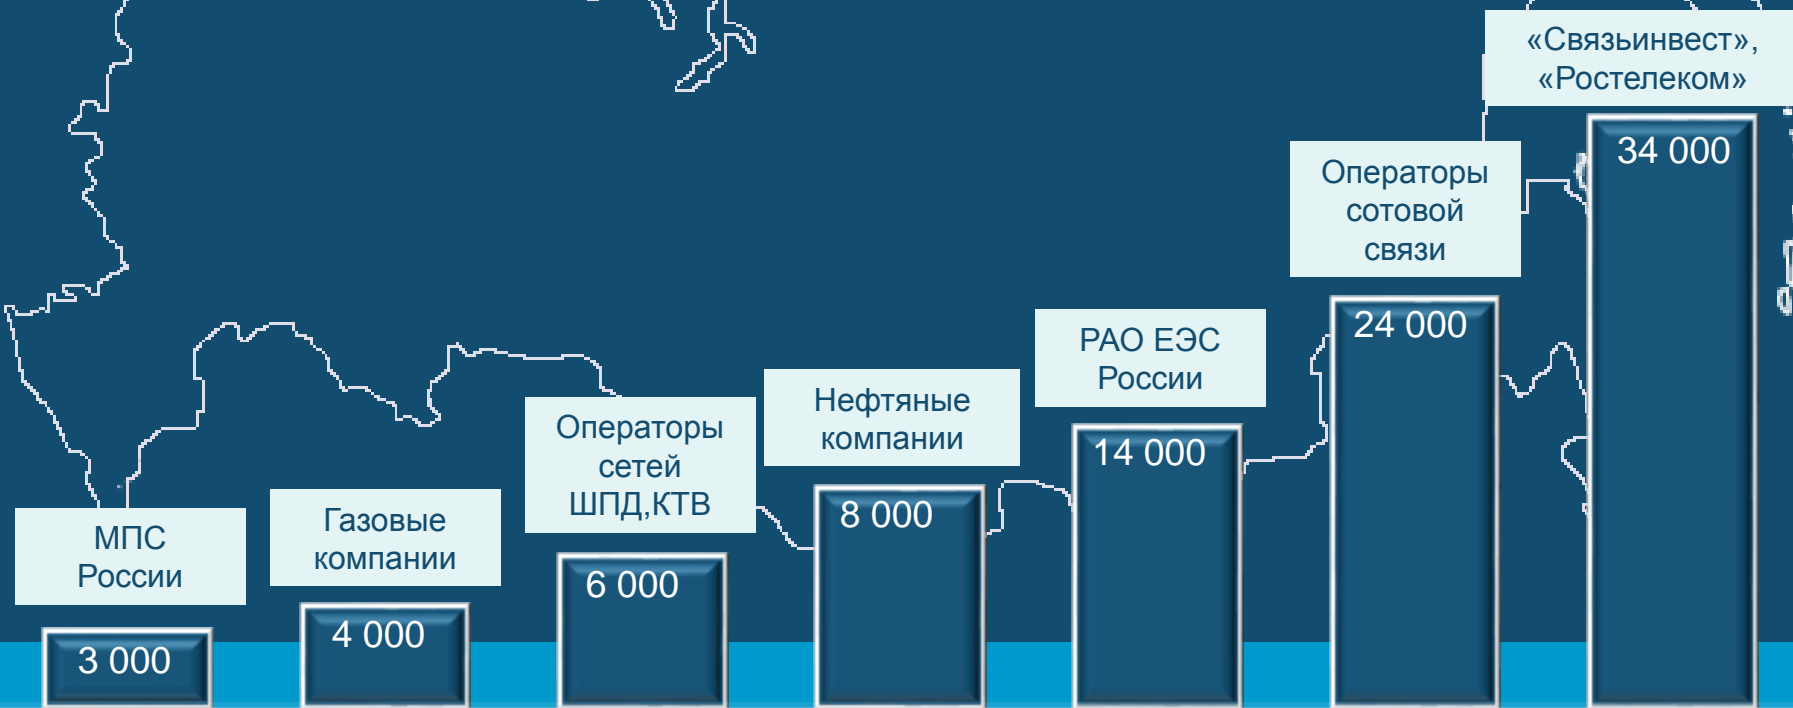 МПС
России
3 000
Газовые
компании
4 000
Операторы
сетей
ШПД,КТВ
6 000
Нефтяные
компании
8 000
РАО ЕЭС
России
14 000
Операторы
сотовой
связи
24 000
«Связьинвест»,
«Ростелеком»
34 000